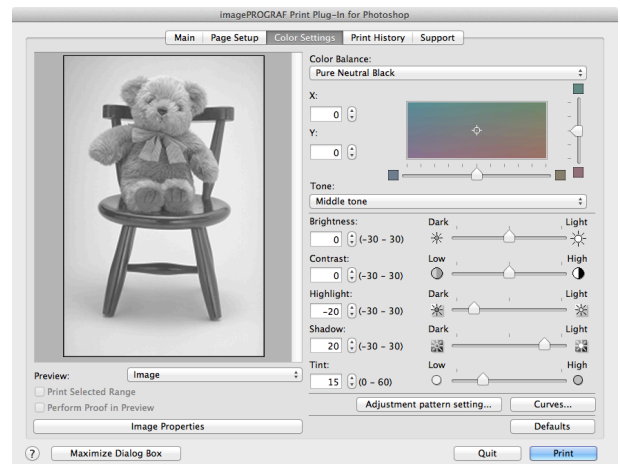 imagePROGRAF Print Plug-In for Photoshop
Main Page Setup Color Settings Print History Support
Color Balance:
Pure Neutral Black
X:
0
Y:
0
Tone:
Middle tone
Brightness: Dark Light
0 (-30 - 30)
Contrast: Low High
0 (-30 - 30)
Highlight: Dark Light
-20 (-30 - 30)
Shadow: Dark Light
20 (-30 - 30)
Tint: Low High
15 (0 - 60)
Preview: Image
Print Selected Range
Perform Proof in Preview
Adjustment pattern setting... Curves...
Image Properties Defaults
? Maximize Dialog Box Quit Print